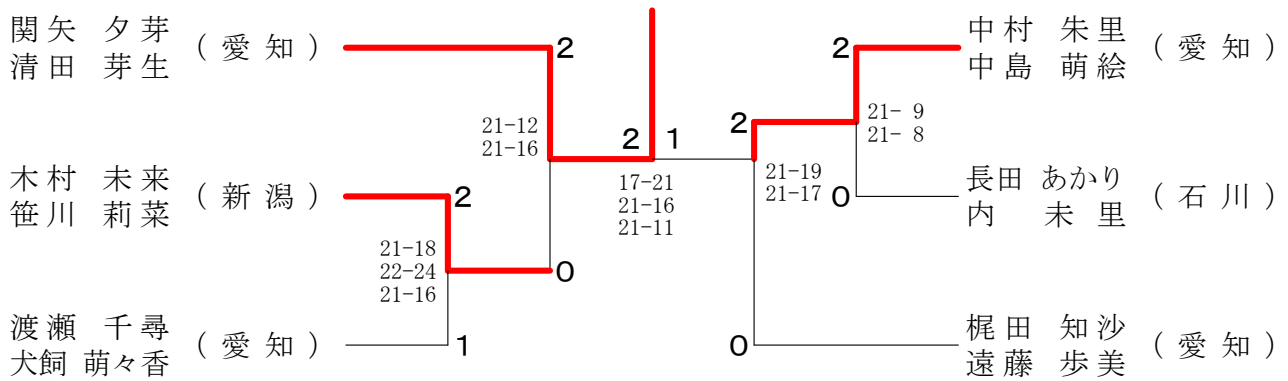 関矢 夕芽
清田 芽生
(愛知)
2
21-12
21-16
木村 未来
笹川 莉菜
(新潟)
2
21-18
22-24
21-16
0
渡瀬 千尋
犬飼 萌々香
(愛知)
1
2
1
17-21
21-16
21-11
中村 朱里
中島 萌絵
(愛知)
2
21- 9
21- 8
2
21-19
21-17
長田 あかり
内 未里
(石川)
0
梶田 知沙
遠藤 歩美
(愛知)
0